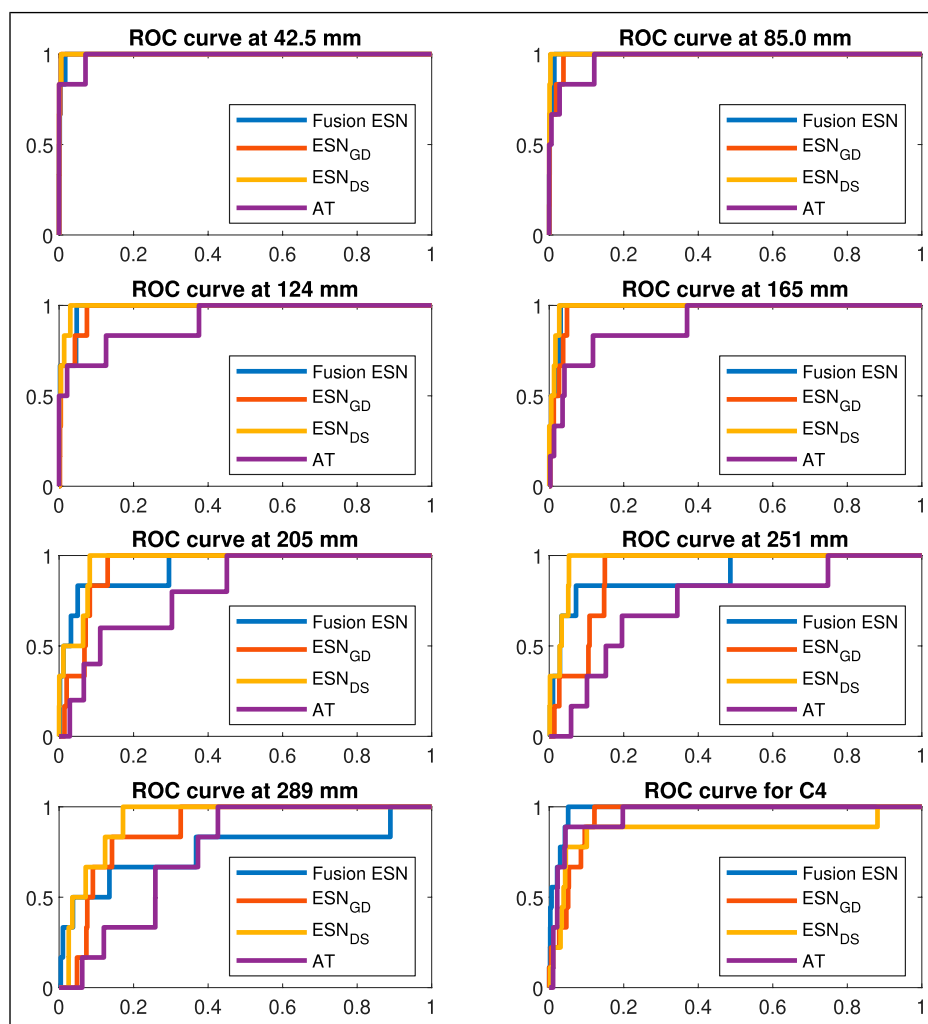 ROC curve at 42.5 mm
1
0.5
0
0 0.2 0.4 0.6 0.8 1
Fusion ESN
ESN_GD
ESN_DS
AT
ROC curve at 85.0 mm
1
0.5
0
0 0.2 0.4 0.6 0.8 1
Fusion ESN
ESN_GD
ESN_DS
AT
ROC curve at 124 mm
1
0.5
0
0 0.2 0.4 0.6 0.8 1
Fusion ESN
ESN_GD
ESN_DS
AT
ROC curve at 165 mm
1
0.5
0
0 0.2 0.4 0.6 0.8 1
Fusion ESN
ESN_GD
ESN_DS
AT
ROC curve at 205 mm
1
0.5
0
0 0.2 0.4 0.6 0.8 1
Fusion ESN
ESN_GD
ESN_DS
AT
ROC curve at 251 mm
1
0.5
0
0 0.2 0.4 0.6 0.8 1
Fusion ESN
ESN_GD
ESN_DS
AT
ROC curve at 289 mm
1
0.5
0
0 0.2 0.4 0.6 0.8 1
Fusion ESN
ESN_GD
ESN_DS
AT
ROC curve for C4
1
0.5
0
0 0.2 0.4 0.6 0.8 1
Fusion ESN
ESN_GD
ESN_DS
AT